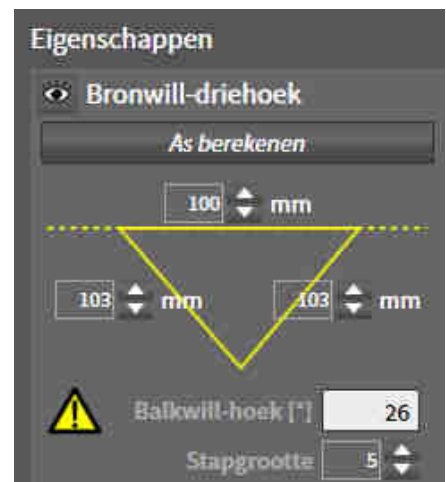 Eigenschappen
Bronwill-driehoek
As berekenen
100 mm
103 mm 103 mm
Balkwill-hoek [°] 26
Stapgrootte 5